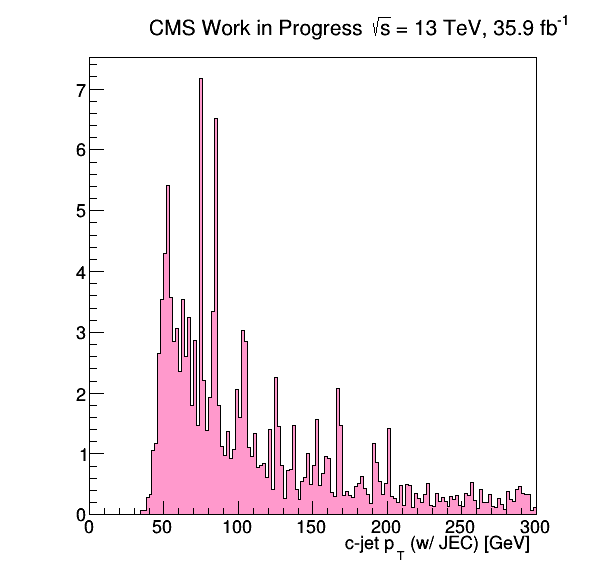 CMS Work in Progress √s = 13 TeV, 35.9 fb⁻¹
7
6
5
4
3
2
1
0
0 50 100 150 200 250 300
c-jet p_T (w/ JEC) [GeV]